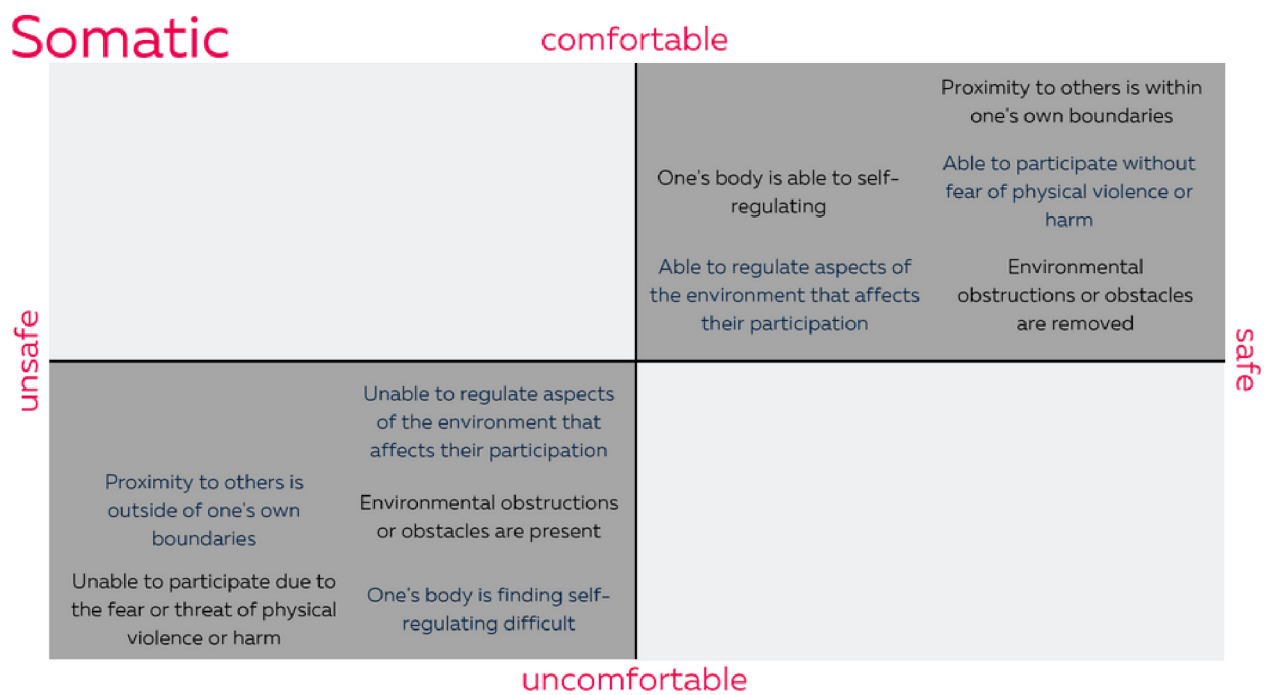 Somatic
comfortable
Proximity to others is within
one's own boundaries
One's body is able to self-
regulating
Able to participate without
fear of physical violence or
harm
Able to regulate aspects of
the environment that affects
their participation
Environmental
obstructions or obstacles
are removed
unsafe
safe
Unable to regulate aspects
of the environment that
affects their participation
Proximity to others is
outside of one's own
boundaries
Environmental obstructions
or obstacles are present
Unable to participate due to
the fear or threat of physical
violence or harm
One's body is finding self-
regulating difficult
uncomfortable